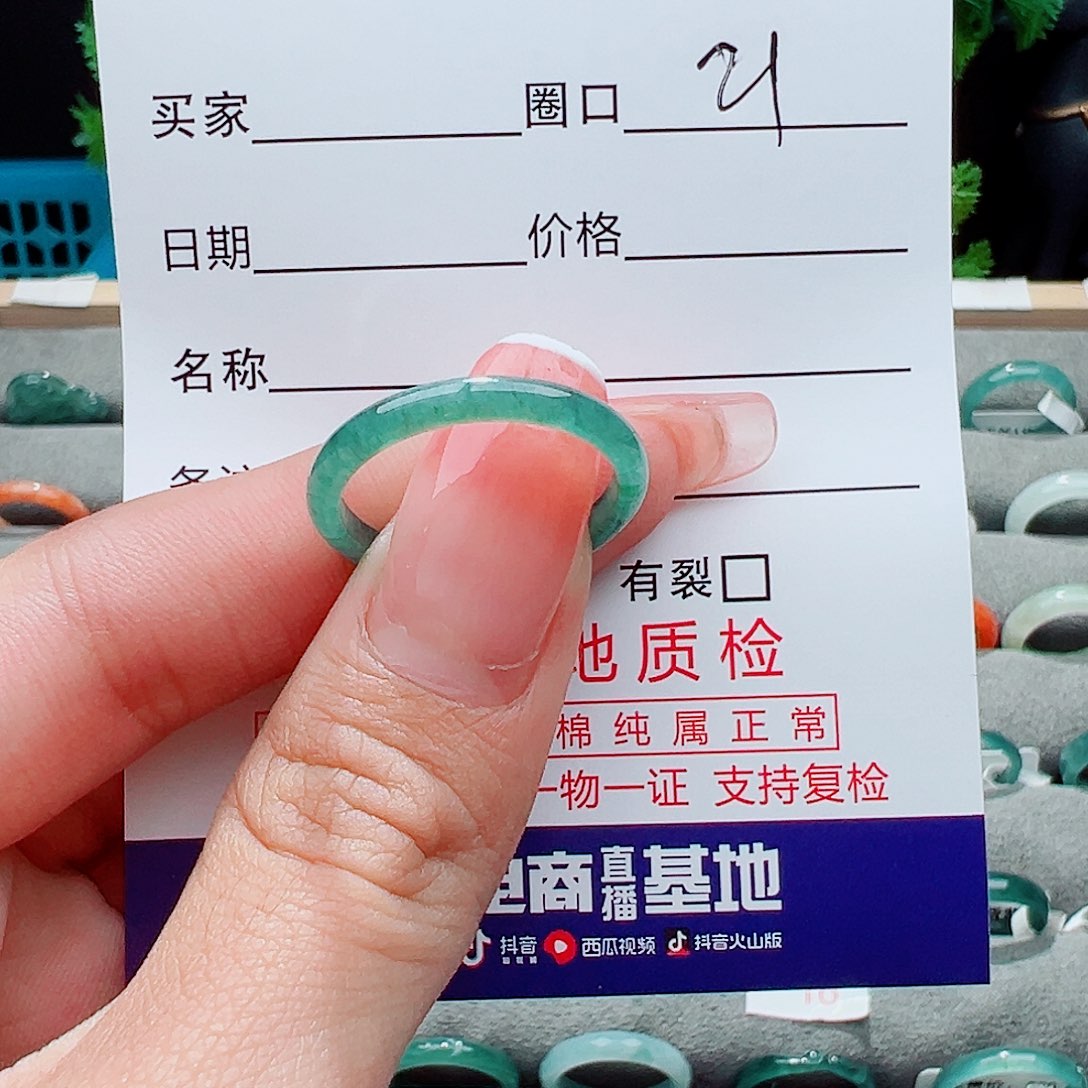 买家 圈口 21
日期 价格
名称
有裂
质检
棉纯属正常
一物一证 支持复检
电商直播基地
抖音 西瓜视频 抖音火山版